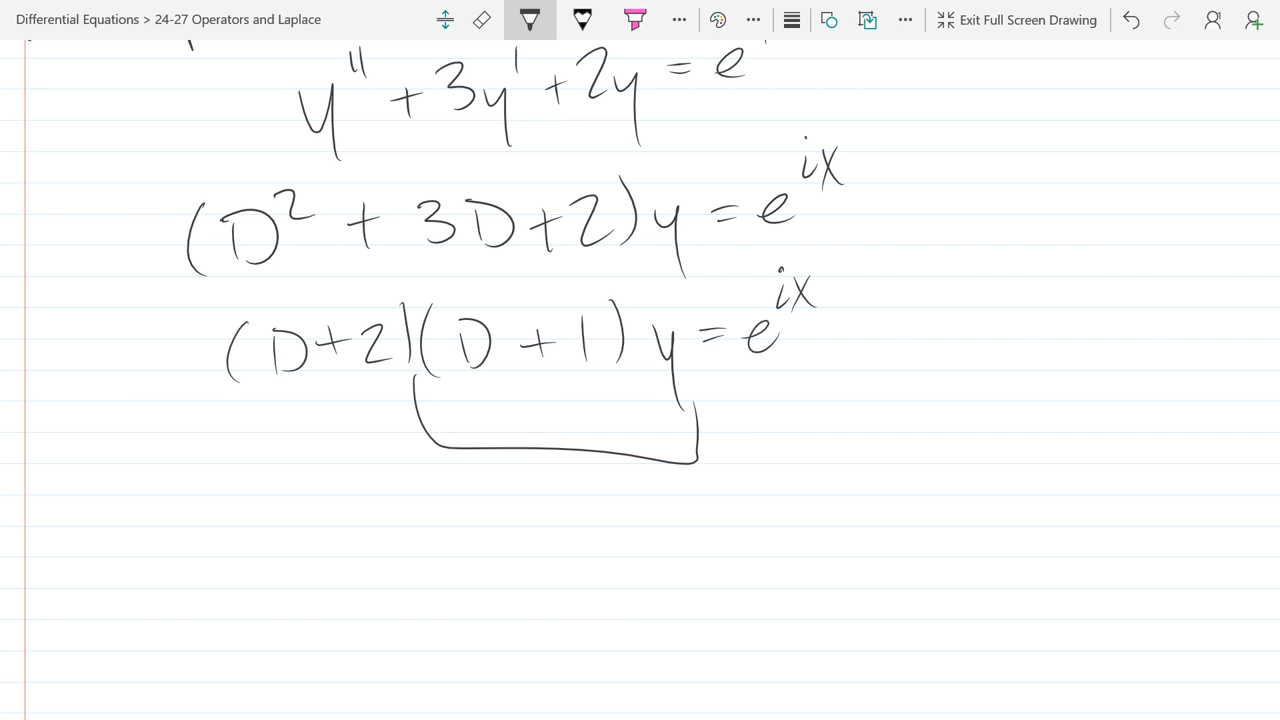 Differential Equations > 24-27 Operators and Laplace
Exit Full Screen Drawing
y'' + 3y' + 2y = e
(D² + 3D + 2)y = e^{ix}
(D+2)(D + 1)y = e^{ix}